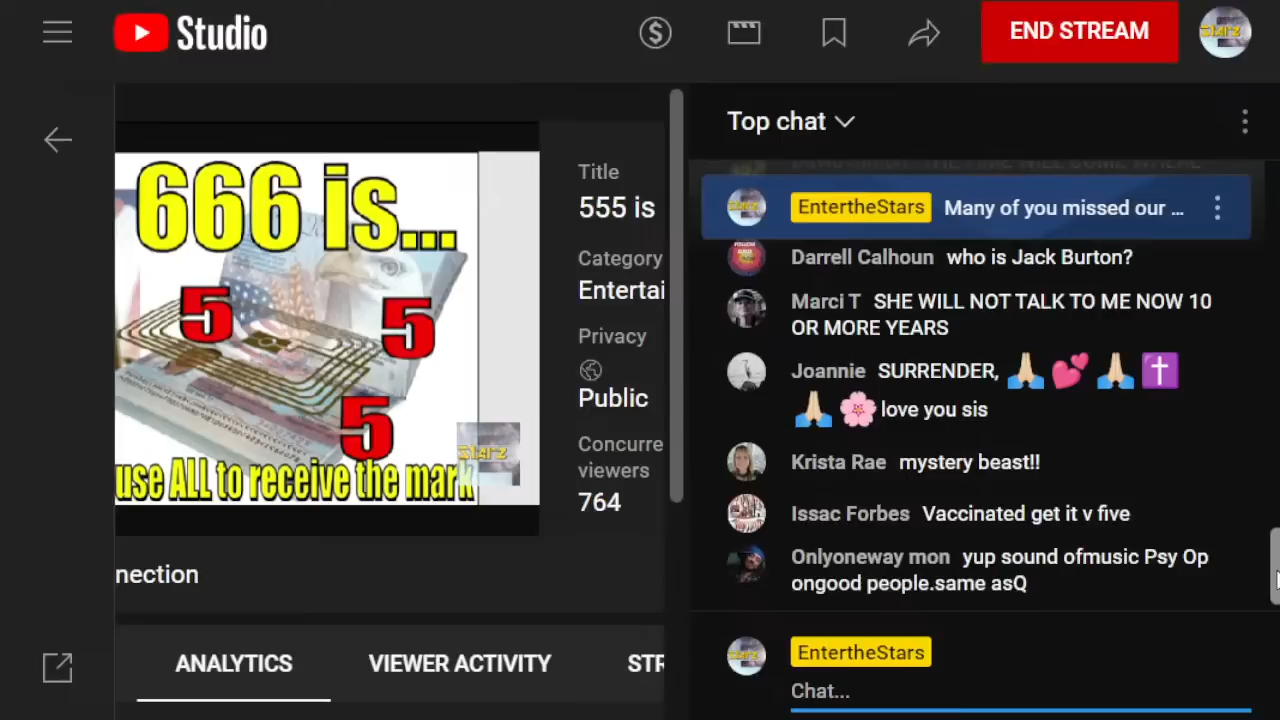 Studio
END STREAM
Starz
Top chat
EntertheStars Many of you missed our ...
Darrell Calhoun who is Jack Burton?
Marci T SHE WILL NOT TALK TO ME NOW 10
OR MORE YEARS
Joannie SURRENDER, 🙏🏼 💕 🙏🏼 ✝️
🙏🏼 🌸 love you sis
Krista Rae mystery beast!!
Issac Forbes Vaccinated get it v five
Onlyoneway mon yup sound ofmusic Psy Op
ongood people.same asQ
EntertheStars
Chat...
666 is...
5
5
5
use ALL to receive the mark
Starz
Title
555 is
Category
Entertai
Privacy
Public
Concurre
viewers
764
nection
ANALYTICS
VIEWER ACTIVITY
STR